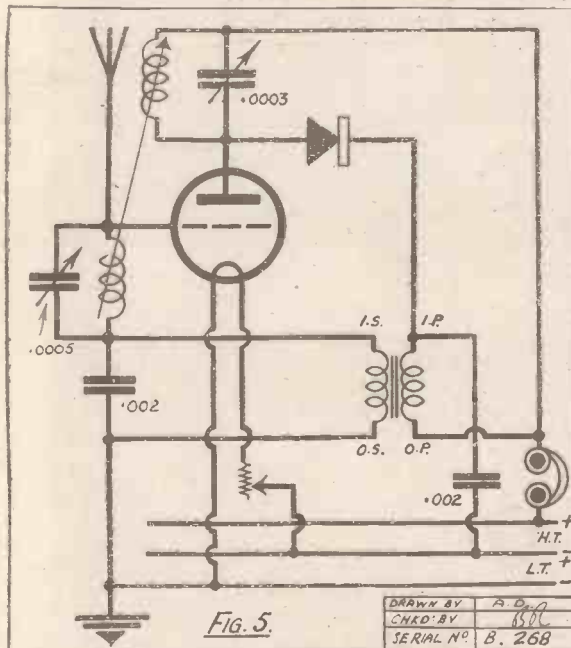 .0003
.0005
I.S. I.P.
.002
O.S. O.P.
.002
+
H.T.
- +
L.T.
-
FIG. 5.
DRAWN BY A.D.
CHKD: BY
SERIAL NO. B. 268